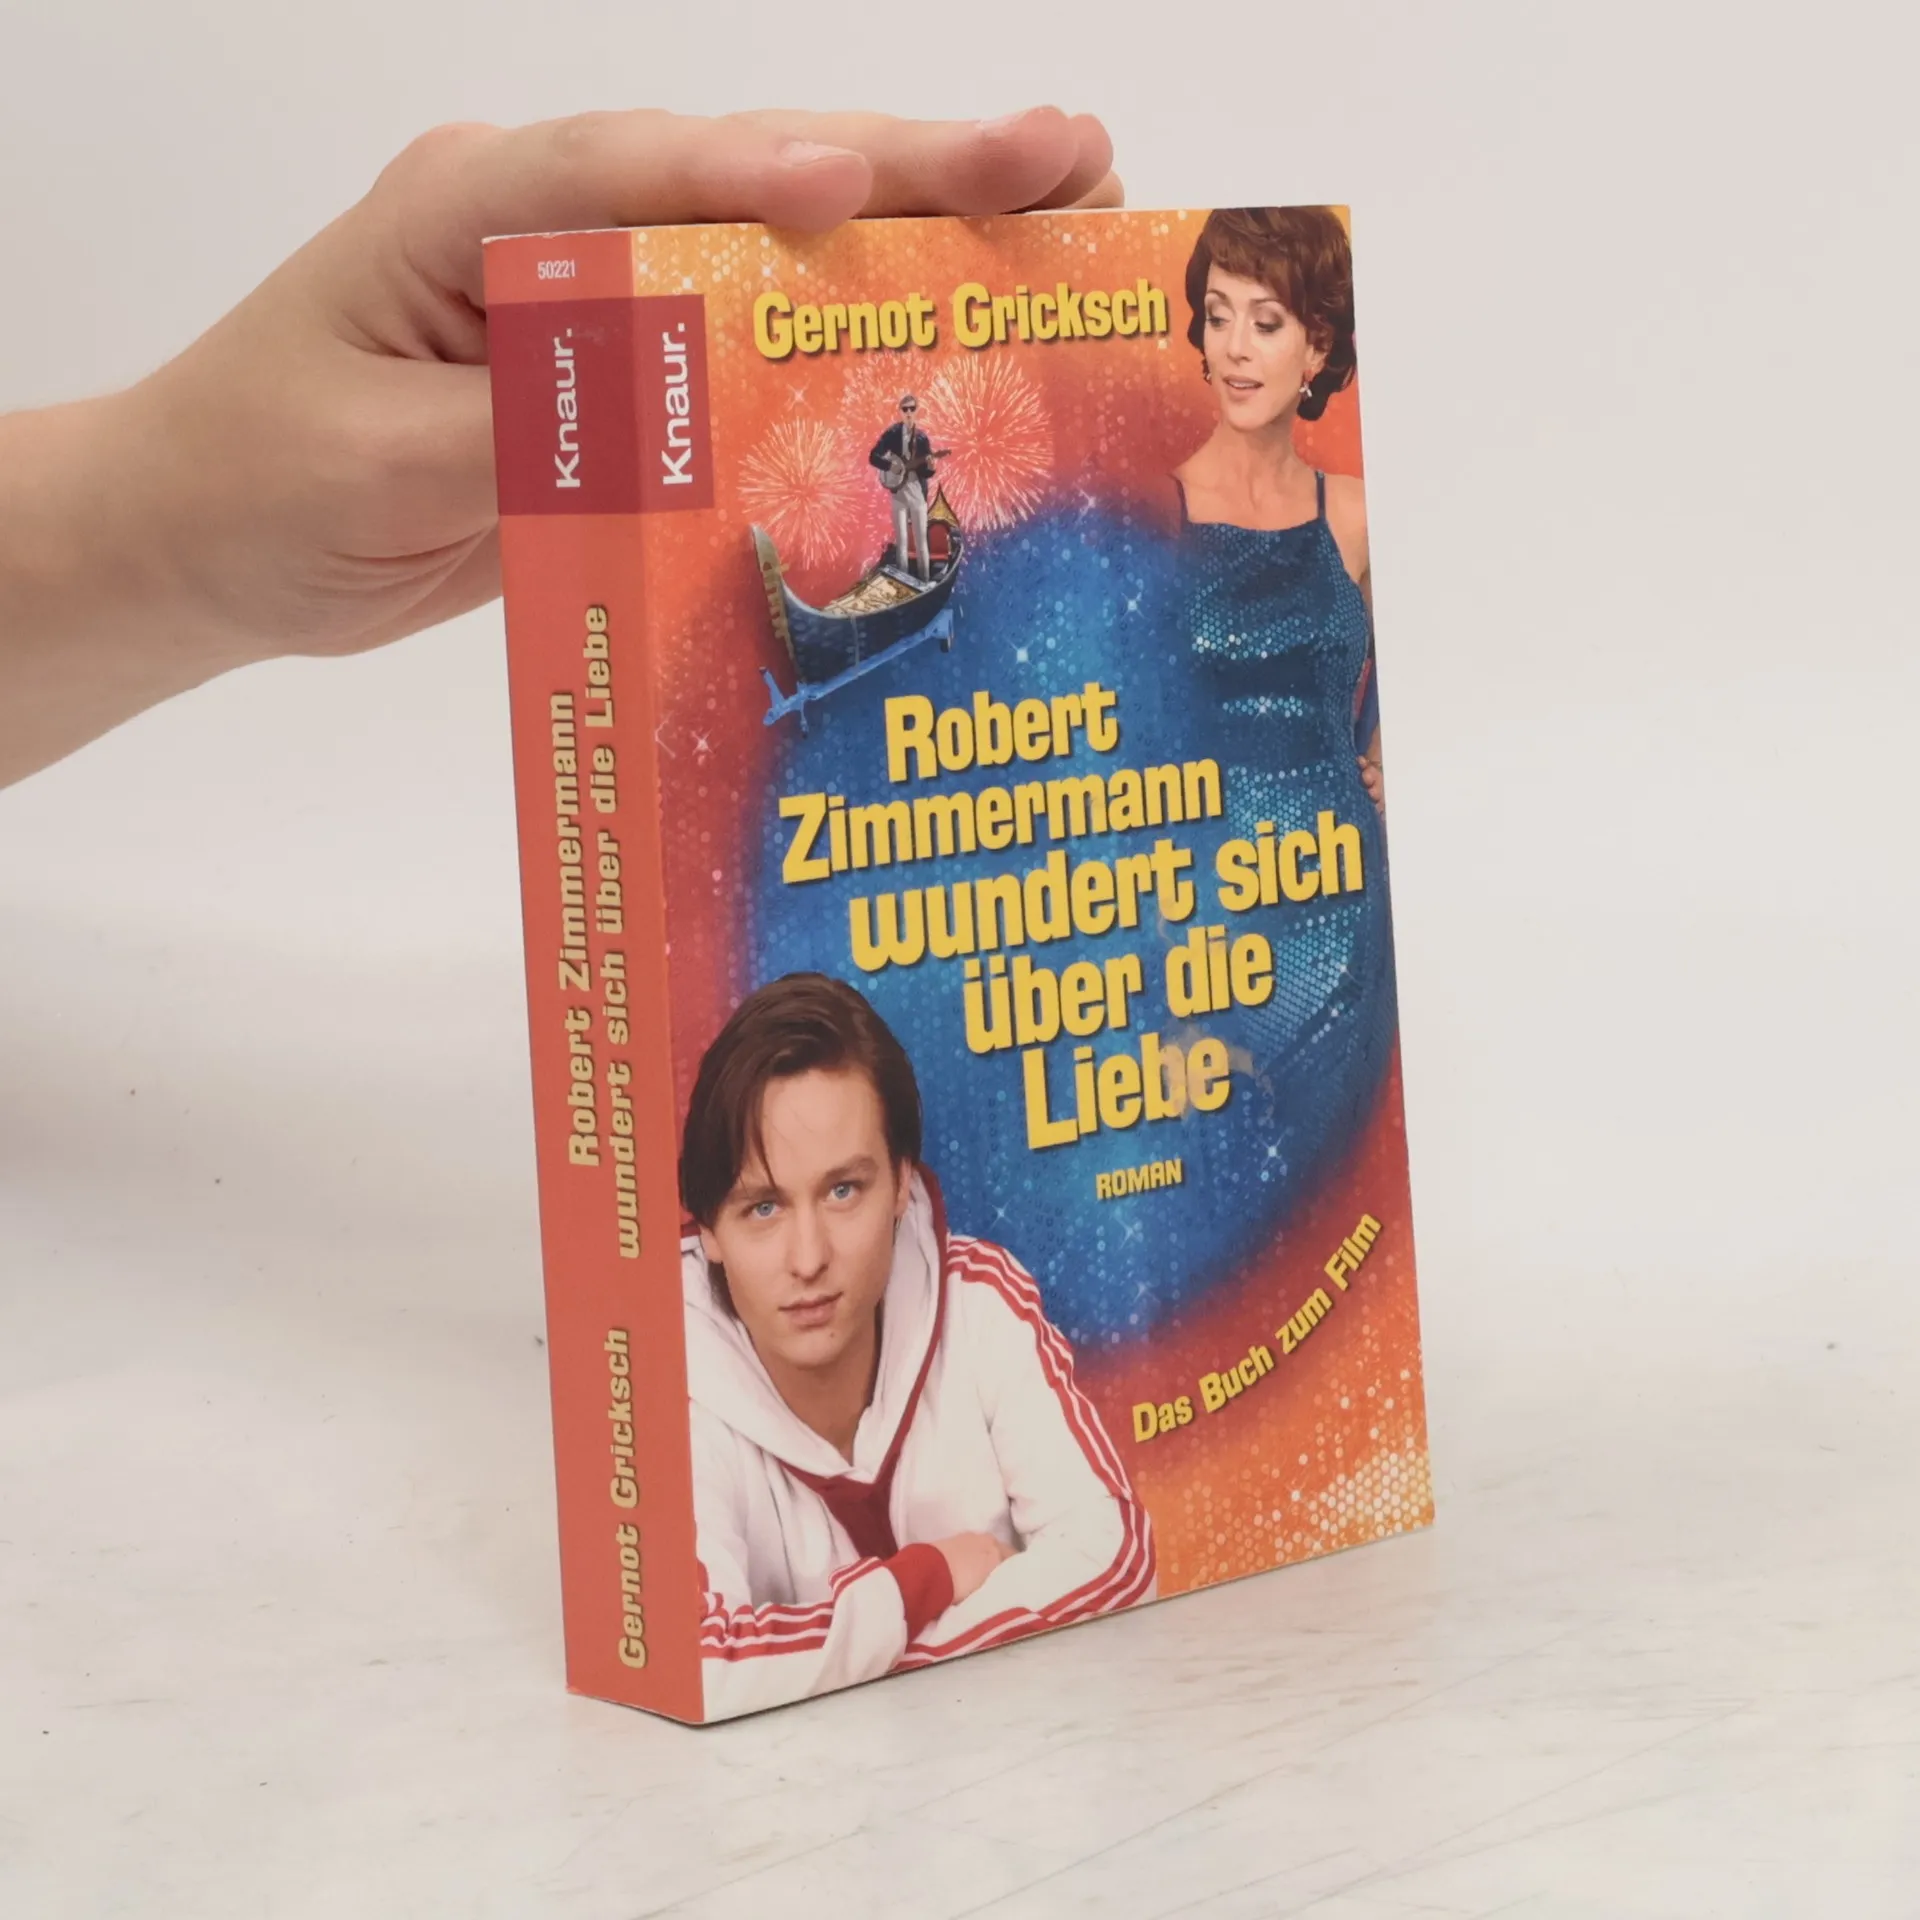 50221
Knaur.
Robert Zimmermann
wundert sich über die Liebe
Gernot Gricksch
Knaur.
Gernot Gricksch
Robert
Zimmermann
wundert sich
über die
Liebe
ROMAN
Das Buch zum Film